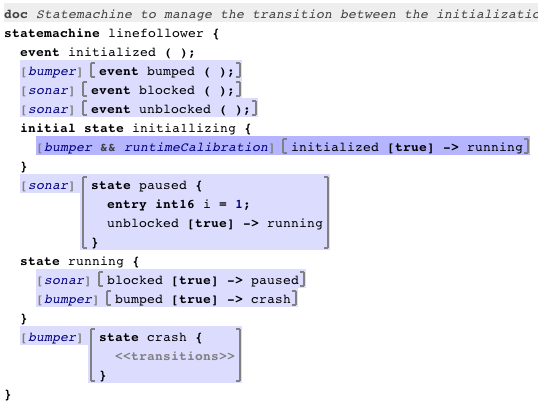 doc Statemachine to manage the transition between the initializatio
statemachine linefollower {
event initialized ( );
[bumper] [event bumped ( );]
[sonar] [event blocked ( );]
[sonar] [event unblocked ( );]
initial state initiallizing {
[bumper && runtimeCalibration] [initialized [true] -> running]
}
[sonar] [state paused {
entry int16 i = 1;
unblocked [true] -> running
}]
state running {
[sonar] [blocked [true] -> paused]
[bumper] [bumped [true] -> crash]
}
[bumper] [state crash {
<<transitions>>
}]
}